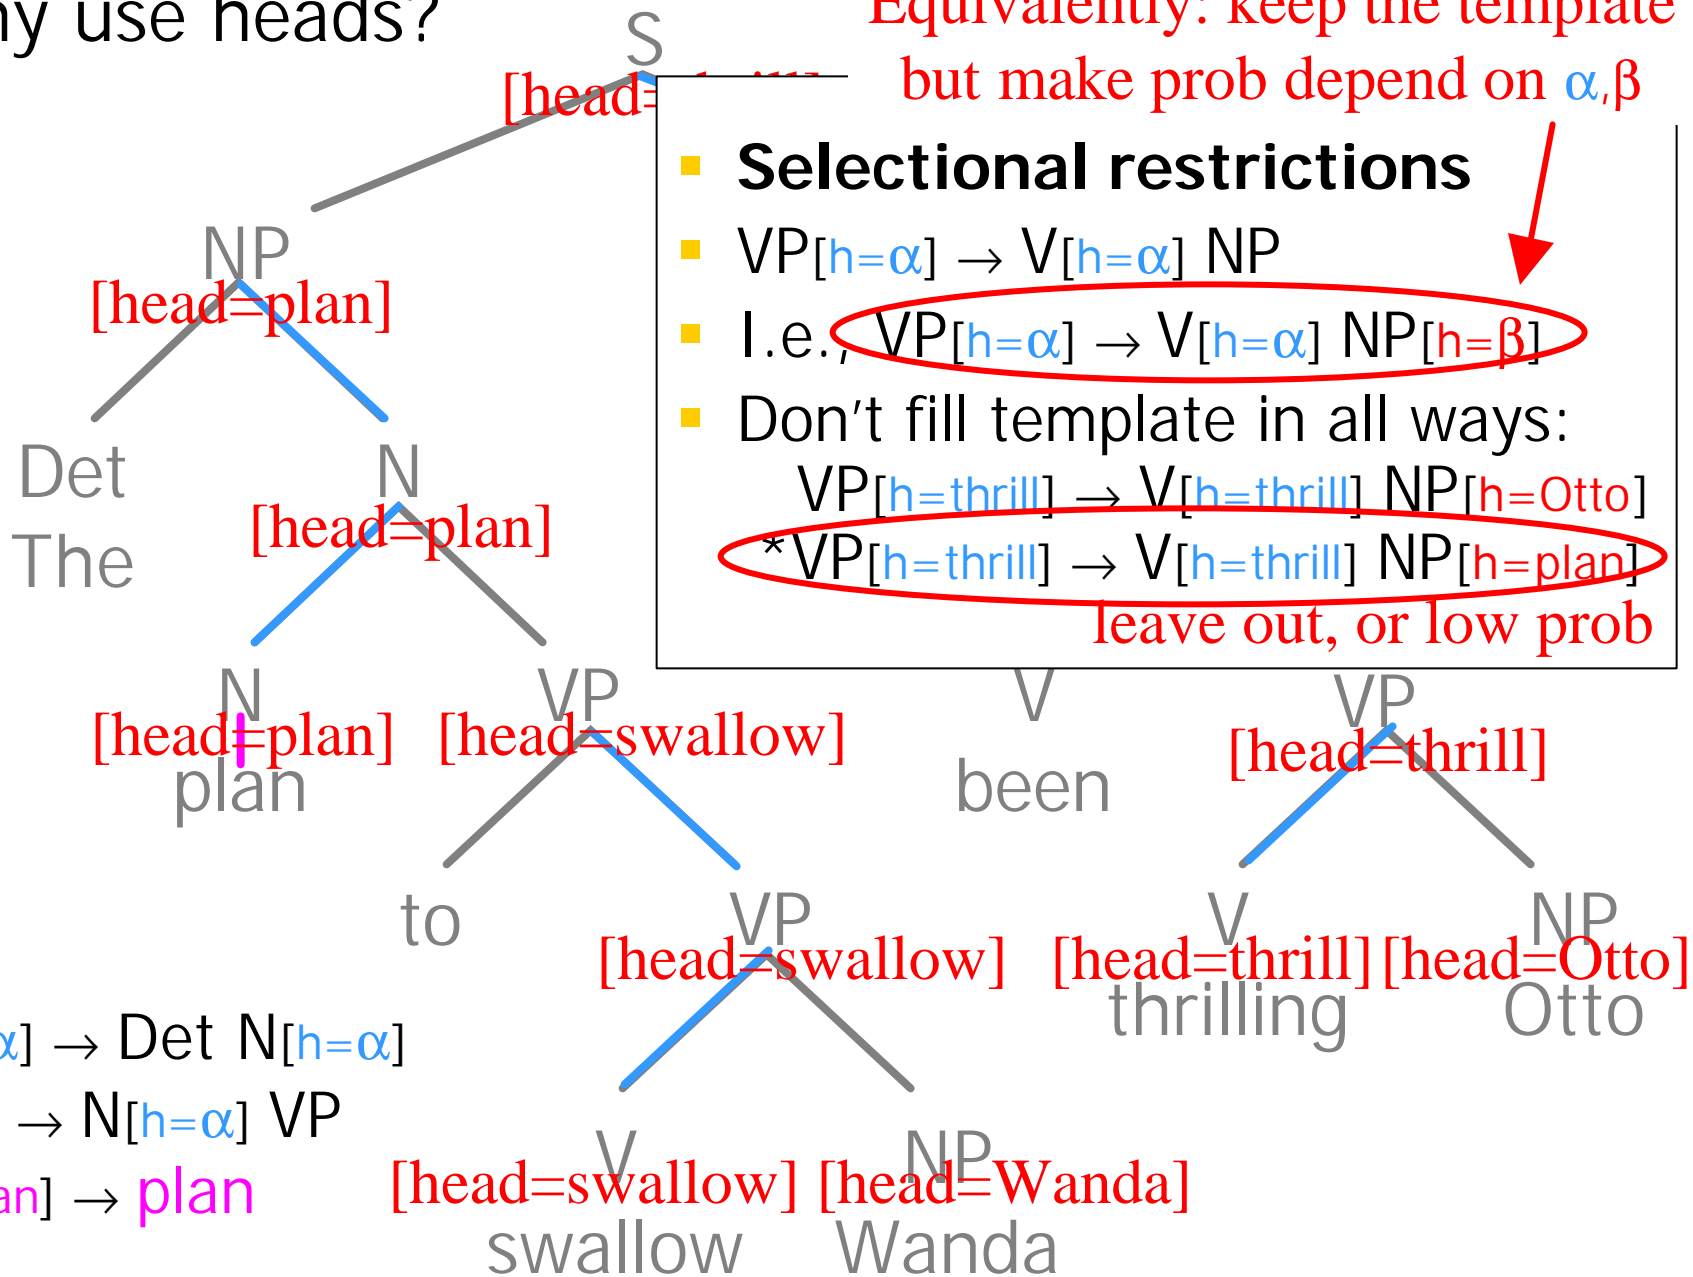 use heads?
Equivalently: keep the template
but make prob depend on α,β
S
[head=
Selectional restrictions
VP[h=α] → V[h=α] NP
I.e., VP[h=α] → V[h=α] NP[h=β]
Don't fill template in all ways:
VP[h=thrill] → V[h=thrill] NP[h=Otto]
*VP[h=thrill] → V[h=thrill] NP[h=plan]
leave out, or low prob
NP
[head=plan]
Det
The
N
[head=plan]
N
[head=plan]
plan
VP
[head=swallow]
V
been
VP
[head=thrill]
to
VP
[head=swallow]
V
[head=thrill]
thrilling
NP
[head=Otto]
Otto
α] → Det N[h=α]
→ N[h=α] VP
an] → plan
V
[head=swallow]
swallow
NP
[head=Wanda]
Wanda